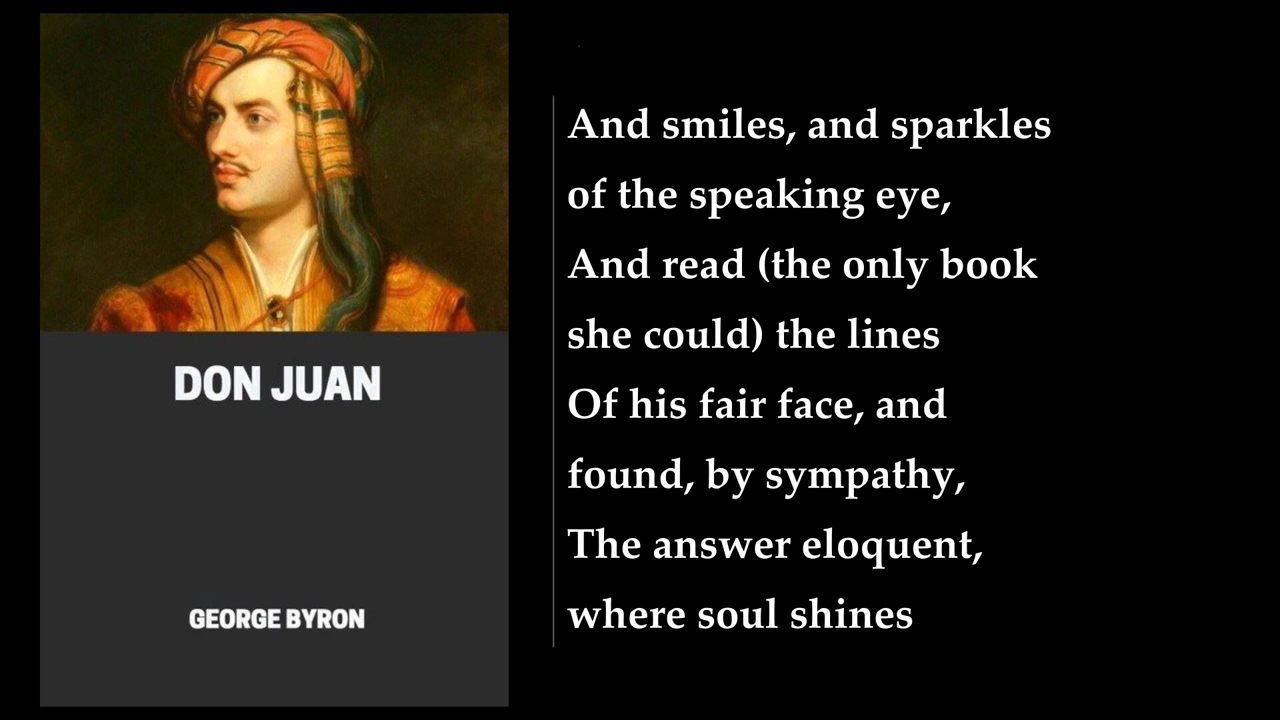 DON JUAN
GEORGE BYRON
And smiles, and sparkles
of the speaking eye,
And read (the only book
she could) the lines
Of his fair face, and
found, by sympathy,
The answer eloquent,
where soul shines